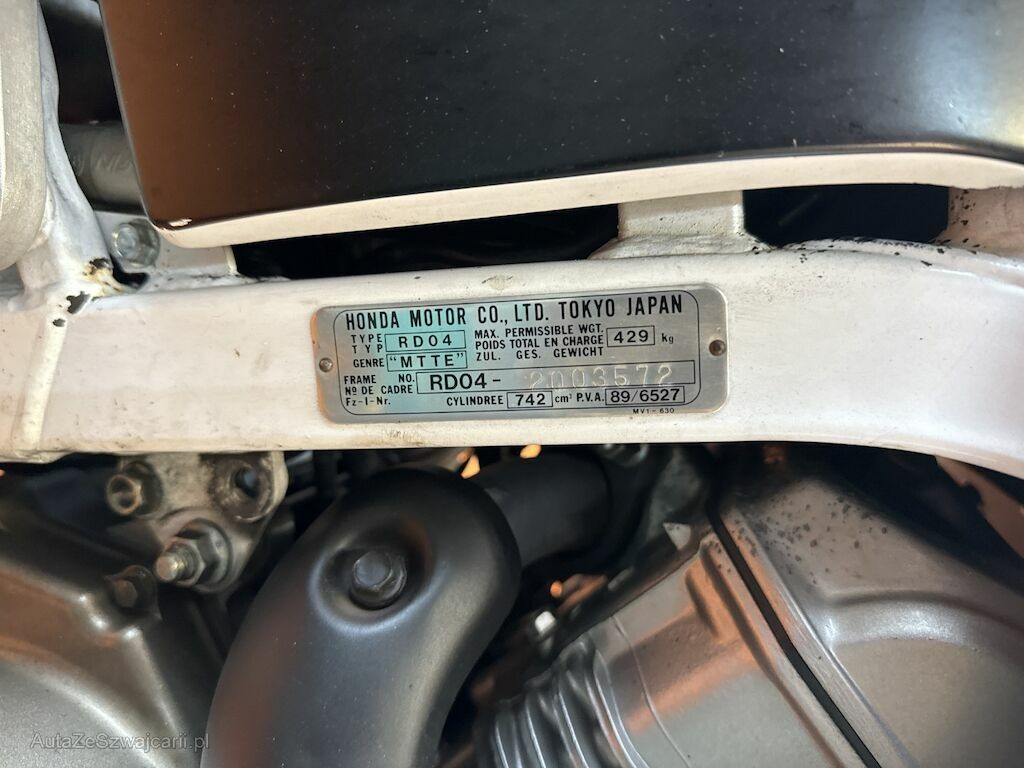 HONDA MOTOR CO., LTD. TOKYO JAPAN
TYPE
TYP
RD04
MAX. PERMISSIBLE WGT.
POIDS TOTAL EN CHARGE
ZUL. GES. GEWICHT
429 kg
GENRE "MTTE"
FRAME NO.
Nº DE CADRE
Fz-I-Nr.
RD04-2003572
CYLINDREE 742 cm³ P.V.A. 89/6527
MV1-630
AutaZeSzwajcarii.pl